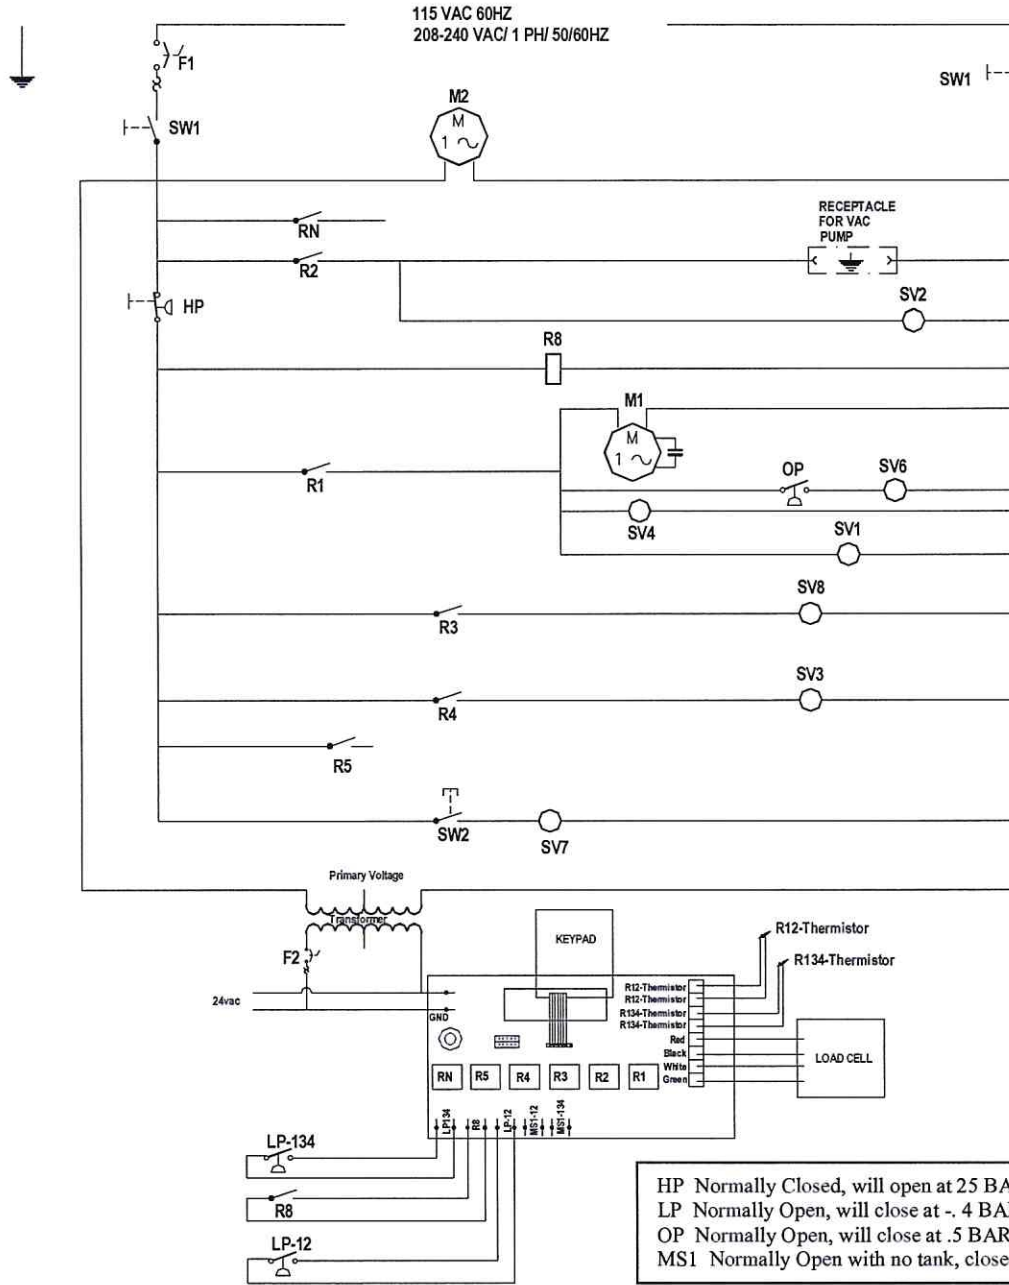 115 VAC 60HZ
208-240 VAC/ 1 PH/ 50/60HZ
F1
SW1
SW1
M2
M
1
RN
RECEPTACLE
FOR VAC
PUMP
R2
HP
SV2
R8
M1
M
1
R1
OP
SV6
SV4
SV1
SV8
R3
SV3
R4
R5
SW2
SV7
Primary Voltage
Transformer
F2
24vac
GND
KEYPAD
R12-Thermistor
R134-Thermistor
R12-Thermistor
R12-Thermistor
R134-Thermistor
R134-Thermistor
Red
Black
White
Green
LOAD CELL
RN
R5
R4
R3
R2
R1
LP134
R8
LP-12
MS1-12
MS1-134
LP-134
R8
LP-12
HP Normally Closed, will open at 25 BA
LP Normally Open, will close at -. 4 BA
OP Normally Open, will close at .5 BAR
MS1 Normally Open with no tank, close